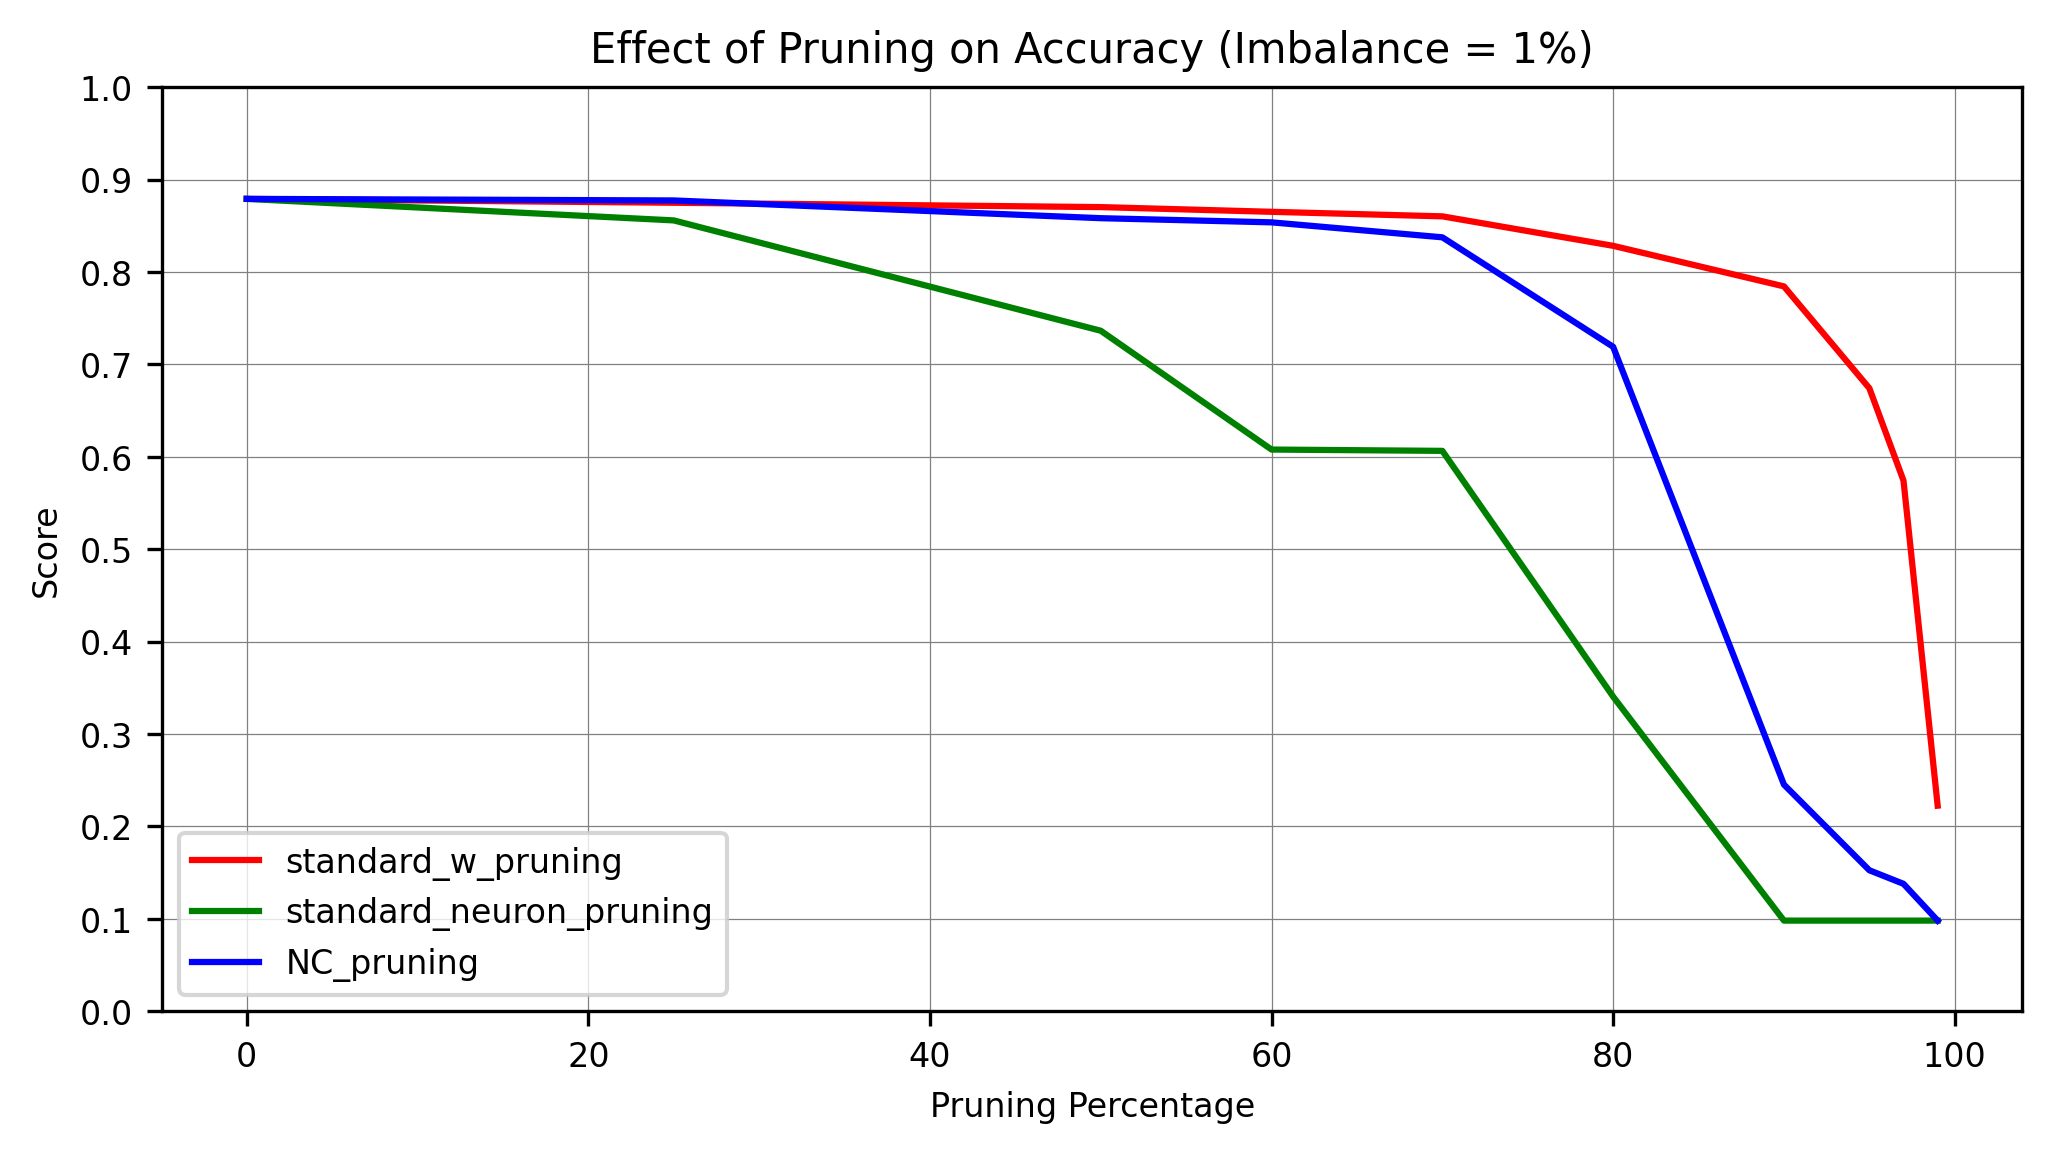 Effect of Pruning on Accuracy (Imbalance = 1%)
1.0
0.9
0.8
0.7
0.6
0.5
0.4
0.3
0.2
0.1
0.0
Score
standard_w_pruning
standard_neuron_pruning
NC_pruning
0 20 40 60 80 100
Pruning Percentage